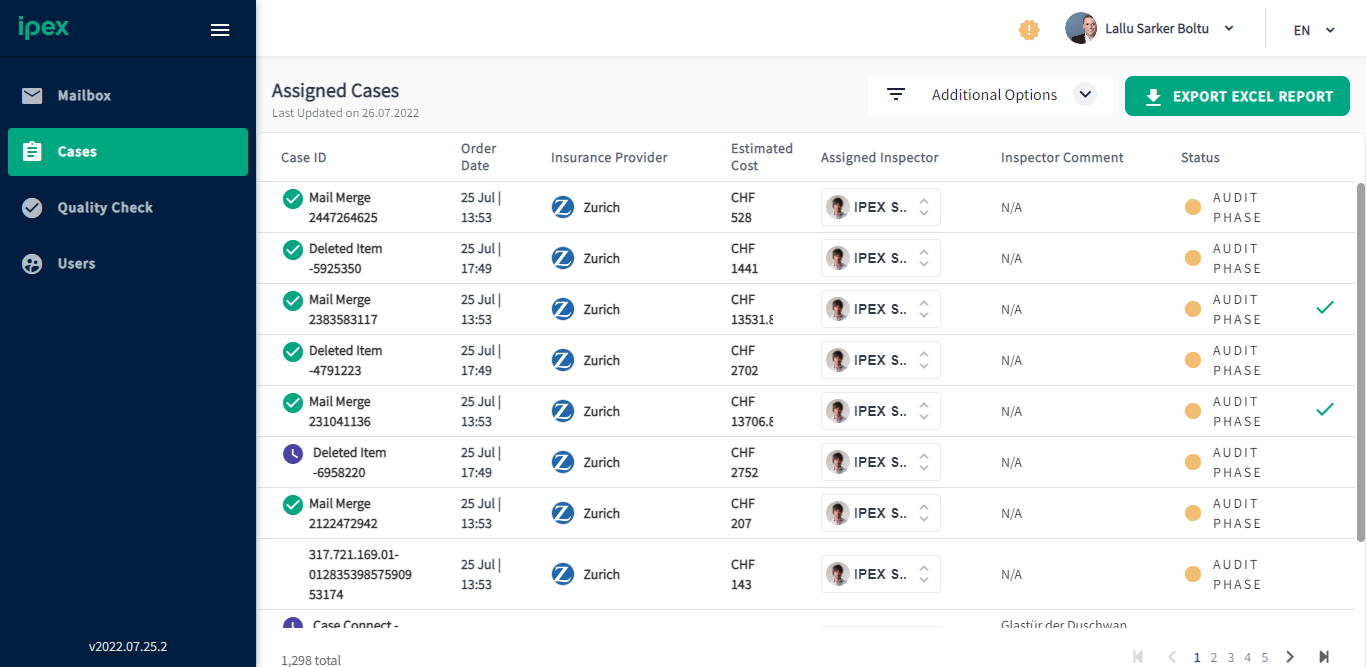 ipex
Lallu Sarker Boltu
EN
Mailbox
Cases
Quality Check
Users
v2022.07.25.2
Assigned Cases
Last Updated on 26.07.2022
Additional Options
EXPORT EXCEL REPORT
Case ID
Order
Date
Insurance Provider
Estimated
Cost
Assigned Inspector
Inspector Comment
Status
Mail Merge
2447264625
25 Jul |
13:53
Zurich
CHF
528
IPEX S..
N/A
AUDIT
PHASE
Deleted Item
-5925350
25 Jul |
17:49
Zurich
CHF
1441
IPEX S..
N/A
AUDIT
PHASE
Mail Merge
2383583117
25 Jul |
13:53
Zurich
CHF
13531.8
IPEX S..
N/A
AUDIT
PHASE
Deleted Item
-4791223
25 Jul |
17:49
Zurich
CHF
2702
IPEX S..
N/A
AUDIT
PHASE
Mail Merge
231041136
25 Jul |
13:53
Zurich
CHF
13706.8
IPEX S..
N/A
AUDIT
PHASE
Deleted Item
-6958220
25 Jul |
17:49
Zurich
CHF
2752
IPEX S..
N/A
AUDIT
PHASE
Mail Merge
2122472942
25 Jul |
13:53
Zurich
CHF
207
IPEX S..
N/A
AUDIT
PHASE
317.721.169.01-
012835398575909
53174
25 Jul |
13:53
Zurich
CHF
143
IPEX S..
N/A
AUDIT
PHASE
Case Connect -
Glastür der Duschwan
1,298 total
1 2 3 4 5